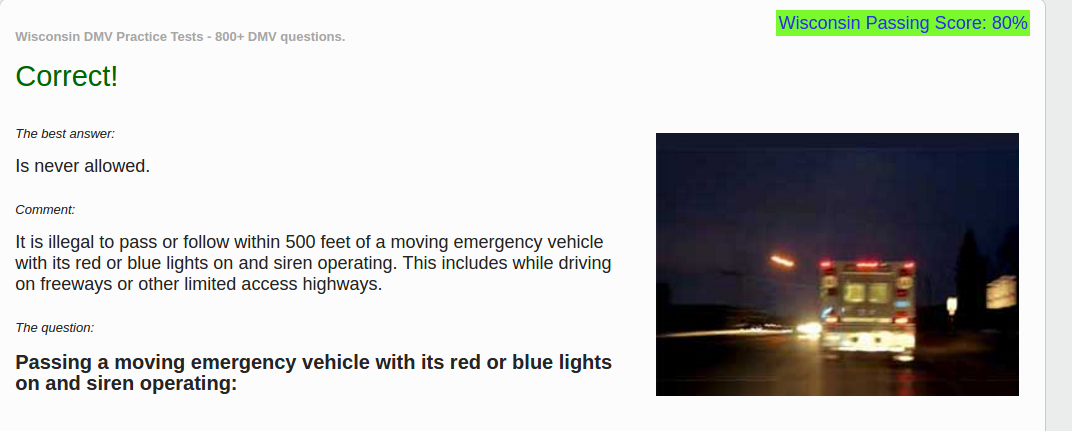 Wisconsin Passing Score: 80%
Wisconsin DMV Practice Tests - 800+ DMV questions.
Correct!
The best answer:
Is never allowed.
Comment:
It is illegal to pass or follow within 500 feet of a moving emergency vehicle
with its red or blue lights on and siren operating. This includes while driving
on freeways or other limited access highways.
The question:
Passing a moving emergency vehicle with its red or blue lights
on and siren operating: